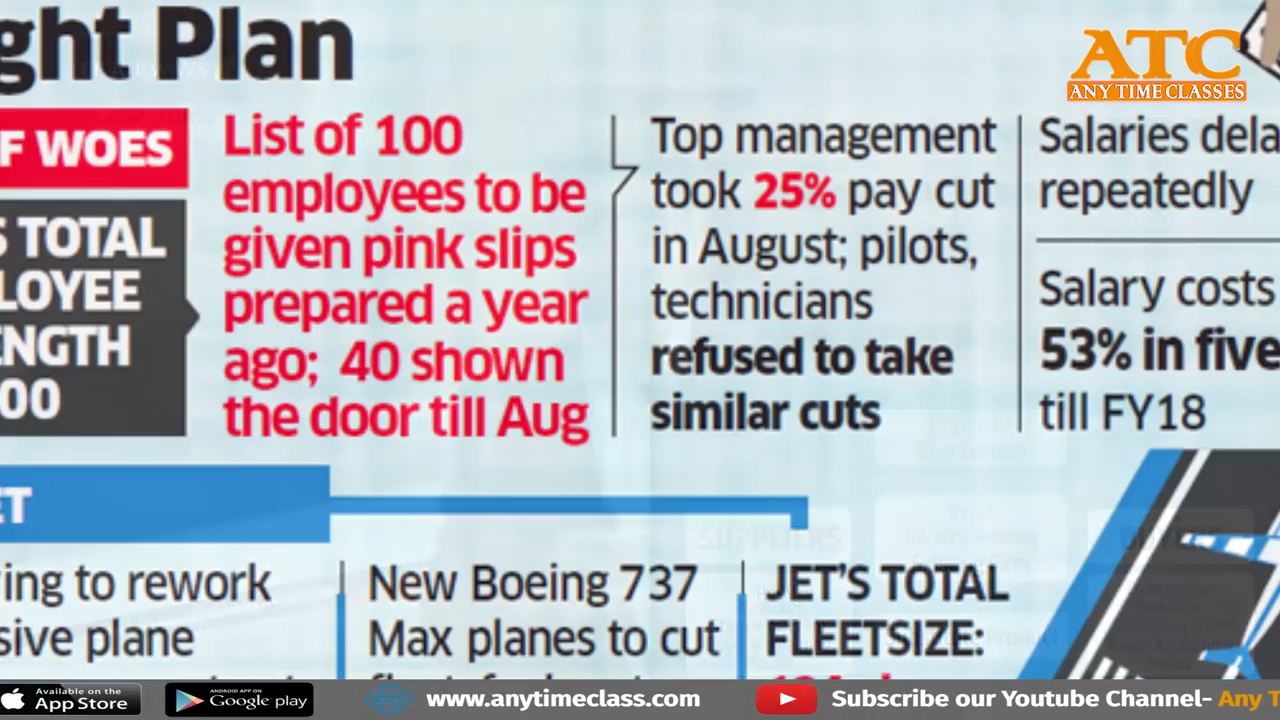 ght Plan
ATC
ANY TIME CLASSES
F WOES
S TOTAL
LOYEE
ENGTH
00
List of 100
employees to be
given pink slips
prepared a year
ago; 40 shown
the door till Aug
Top management
took 25% pay cut
in August; pilots,
technicians
refused to take
similar cuts
Salaries dela
repeatedly
Salary costs
53% in five
till FY18
ET
ying to rework
sive plane
New Boeing 737
Max planes to cut
JET'S TOTAL
FLEETSIZE:
SUPPLIERS
BUYERS
Available on the
App Store
ANDROID APP ON
Google play
www.anytimeclass.com
Subscribe our Youtube Channel- Any T